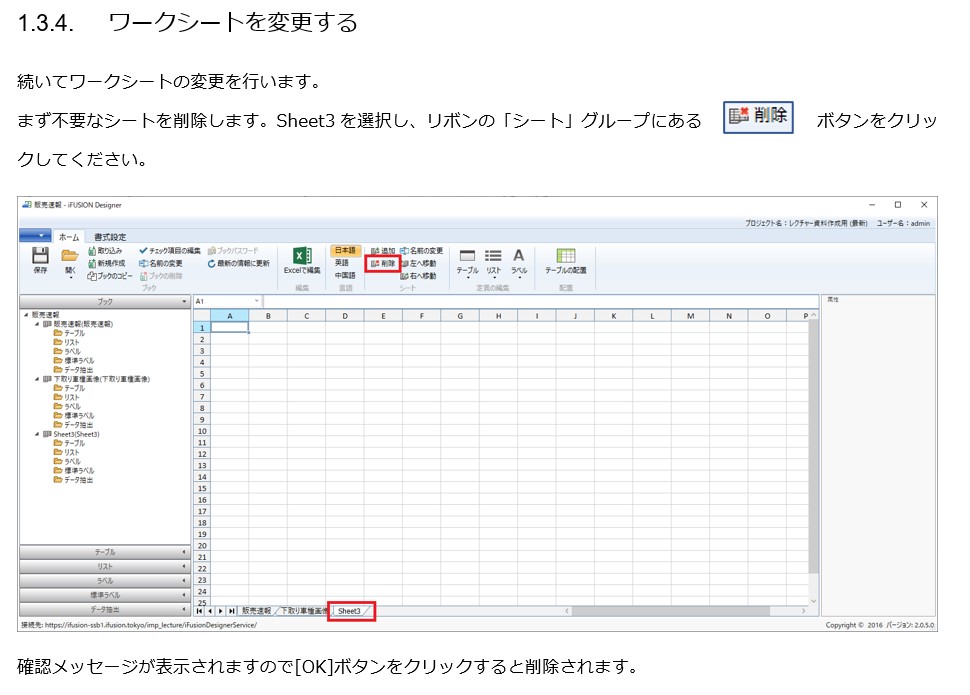 1.3.4. ワークシートを変更する
続いてワークシートの変更を行います。
まず不要なシートを削除します。Sheet3 を選択し、リボンの「シート」グループにある 削除 ボタンをクリッ
クしてください。
販売速報 - iFUSION Designer
プロジェクト名：レクチャー資料作成用 (最新) ユーザー名：admin
ホーム 書式設定
保存 開く 取り込み 新規作成 ブックのコピー チェック項目の編集 名前の変更 ブックの削除 ブックパスワード 最新の情報に更新 ブック
Excelで編集 編集
日本語 英語 中国語 言語
追加 削除 名前の変更 左へ移動 右へ移動 シート
テーブル リスト ラベル 定義の編集
テーブルの配置 配置
ブック
A1
属性
A B C D E F G H I J K L M N O P
販売速報
販売速報(販売速報)
テーブル
リスト
ラベル
標準ラベル
データ抽出
下取り車種画像(下取り車種画像)
テーブル
リスト
ラベル
標準ラベル
データ抽出
Sheet3(Sheet3)
テーブル
リスト
ラベル
標準ラベル
データ抽出
テーブル
リスト
ラベル
標準ラベル
データ抽出
1
2
3
4
5
6
7
8
9
10
11
12
13
14
15
16
17
18
19
20
21
22
23
24
25
販売速報 下取り車種画像 Sheet3
接続先: https://ifusion-ssb1.ifusion.tokyo/imp_lecture/iFusionDesignerService/
Copyright © 2016 バージョン: 2.0.5.0
確認メッセージが表示されますので[OK]ボタンをクリックすると削除されます。